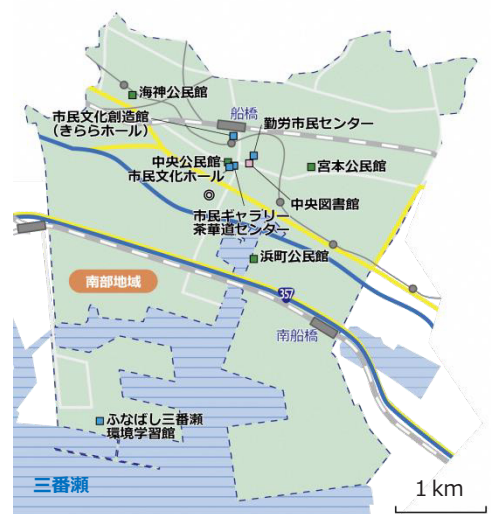 海神公民館
船橋
市民文化創造館
（きららホール）
勤労市民センター
中央公民館
市民文化ホール
宮本公民館
中央図書館
市民ギャラリー
茶華道センター
浜町公民館
南部地域
357
南船橋
ふなばし三番瀬
環境学習館
三番瀬
1km